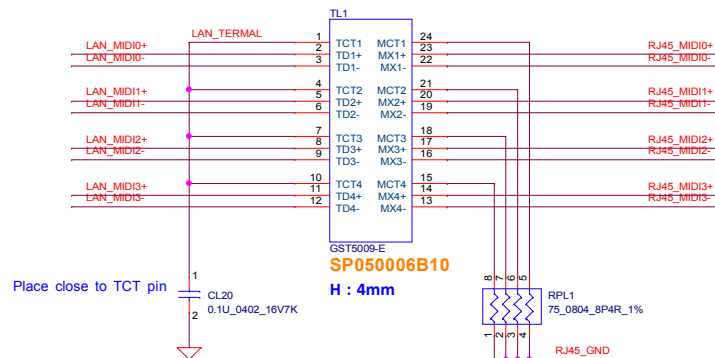 TL1
LAN_TERMAL
1 TCT1 MCT1 24
LAN_MIDI0+ 2 TD1+ MX1+ 23 RJ45_MIDI0+
LAN_MIDI0- 3 TD1- MX1- 22 RJ45_MIDI0-
4 TCT2 MCT2 21
LAN_MIDI1+ 5 TD2+ MX2+ 20 RJ45_MIDI1+
LAN_MIDI1- 6 TD2- MX2- 19 RJ45_MIDI1-
7 TCT3 MCT3 18
LAN_MIDI2+ 8 TD3+ MX3+ 17 RJ45_MIDI2+
LAN_MIDI2- 9 TD3- MX3- 16 RJ45_MIDI2-
10 TCT4 MCT4 15
LAN_MIDI3+ 11 TD4+ MX4+ 14 RJ45_MIDI3+
LAN_MIDI3- 12 TD4- MX4- 13 RJ45_MIDI3-
GST5009-E
SP050006B10
H : 4mm
Place close to TCT pin
1
CL20
0.1U_0402_16V7K
2
8 7 6 5
RPL1
75_0804_8P4R_1%
1 2 3 4
RJ45_GND